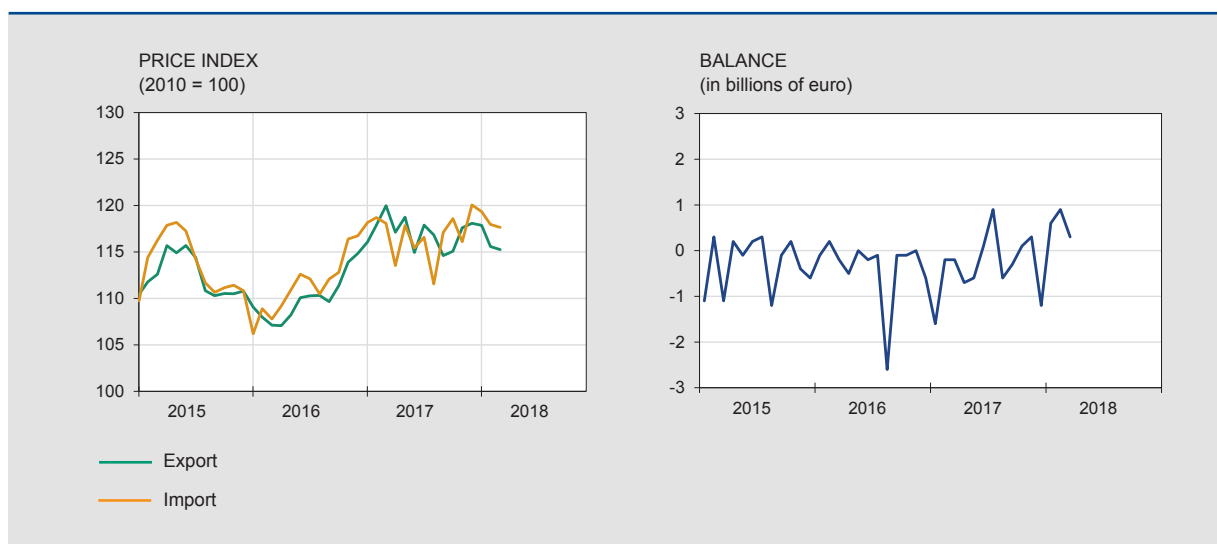 PRICE INDEX
(2010 = 100)
130
125
120
115
110
105
100
2015 2016 2017 2018
Export
Import
BALANCE
(in billions of euro)
3
2
1
0
-1
-2
-3
2015 2016 2017 2018